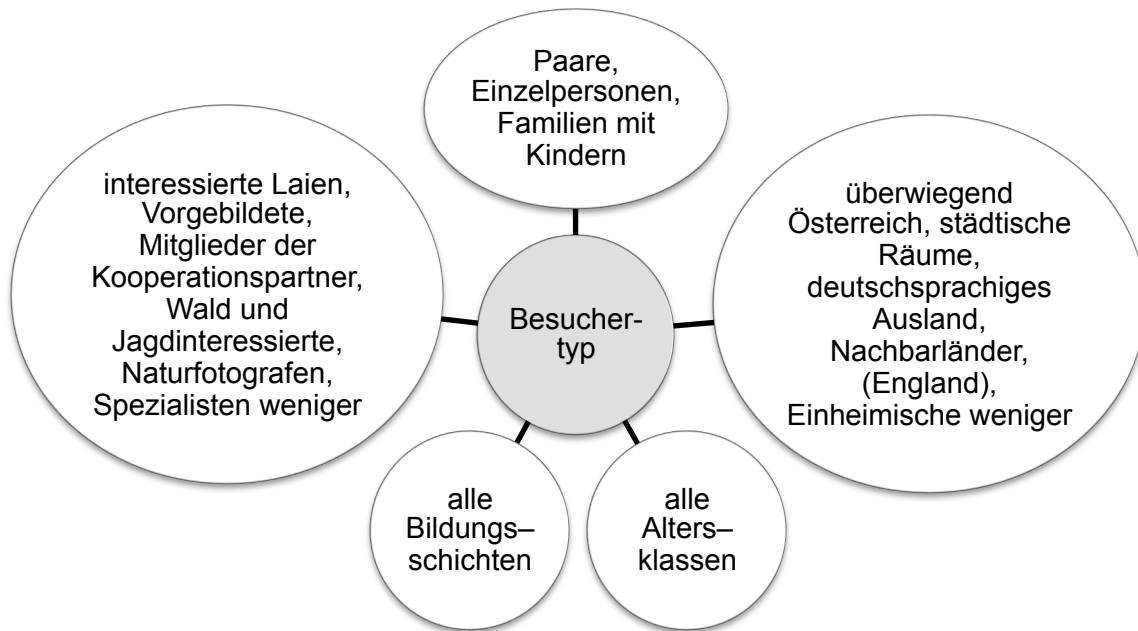 Paare,
Einzelpersonen,
Familien mit
Kindern
interessierte Laien,
Vorgebildete,
Mitglieder der
Kooperationspartner,
Wald und
Jagdinteressierte,
Naturfotografen,
Spezialisten weniger
Besucher-
typ
überwiegend
Österreich, städtische
Räume,
deutschsprachiges
Ausland,
Nachbarländer,
(England),
Einheimische weniger
alle
Bildungs–
schichten
alle
Alters–
klassen